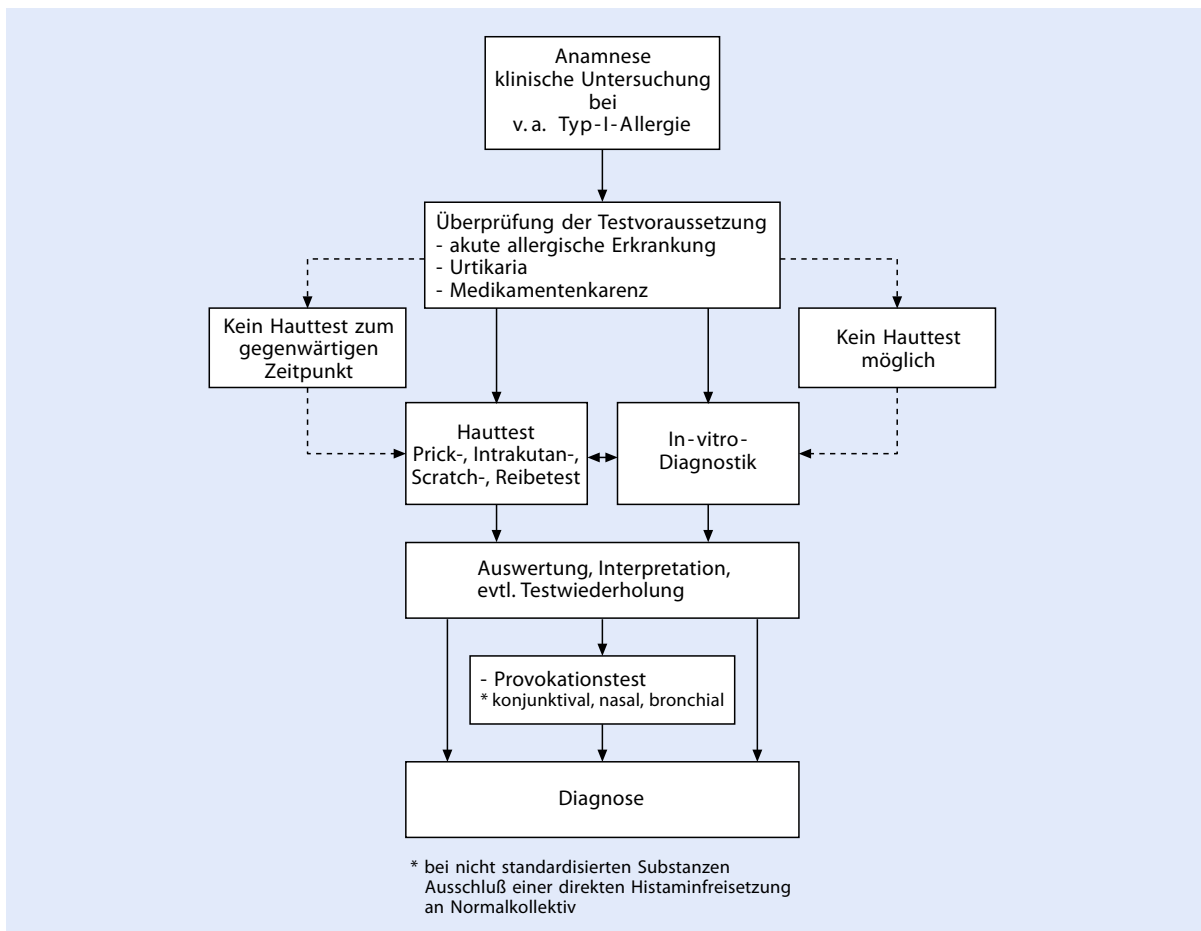 Anamnese
klinische Untersuchung
bei
v. a. Typ-I-Allergie
Überprüfung der Testvoraussetzung
- akute allergische Erkrankung
- Urtikaria
- Medikamentenkarenz
Kein Hauttest zum
gegenwärtigen
Zeitpunkt
Kein Hauttest
möglich
Hauttest
Prick-, Intrakutan-,
Scratch-, Reibetest
In-vitro-
Diagnostik
Auswertung, Interpretation,
evtl. Testwiederholung
- Provokationstest
* konjunktival, nasal, bronchial
Diagnose
* bei nicht standardisierten Substanzen
Ausschluß einer direkten Histaminfreisetzung
an Normalkollektiv